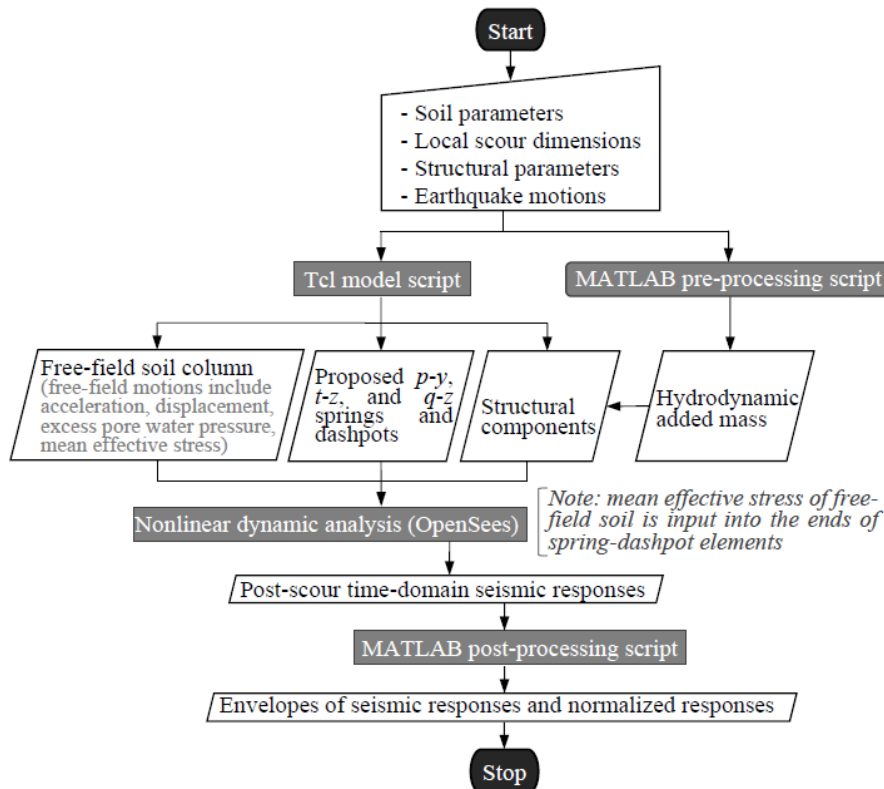 Start
- Soil parameters
- Local scour dimensions
- Structural parameters
- Earthquake motions
Tcl model script
MATLAB pre-processing script
Free-field soil column
(free-field motions include
acceleration, displacement,
excess pore water pressure,
mean effective stress)
Proposed p-y,
t-z, and q-z
springs and
dashpots
Structural
components
Hydrodynamic
added mass
Nonlinear dynamic analysis (OpenSees)
Note: mean effective stress of free-
field soil is input into the ends of
spring-dashpot elements
Post-scour time-domain seismic responses
MATLAB post-processing script
Envelopes of seismic responses and normalized responses
Stop